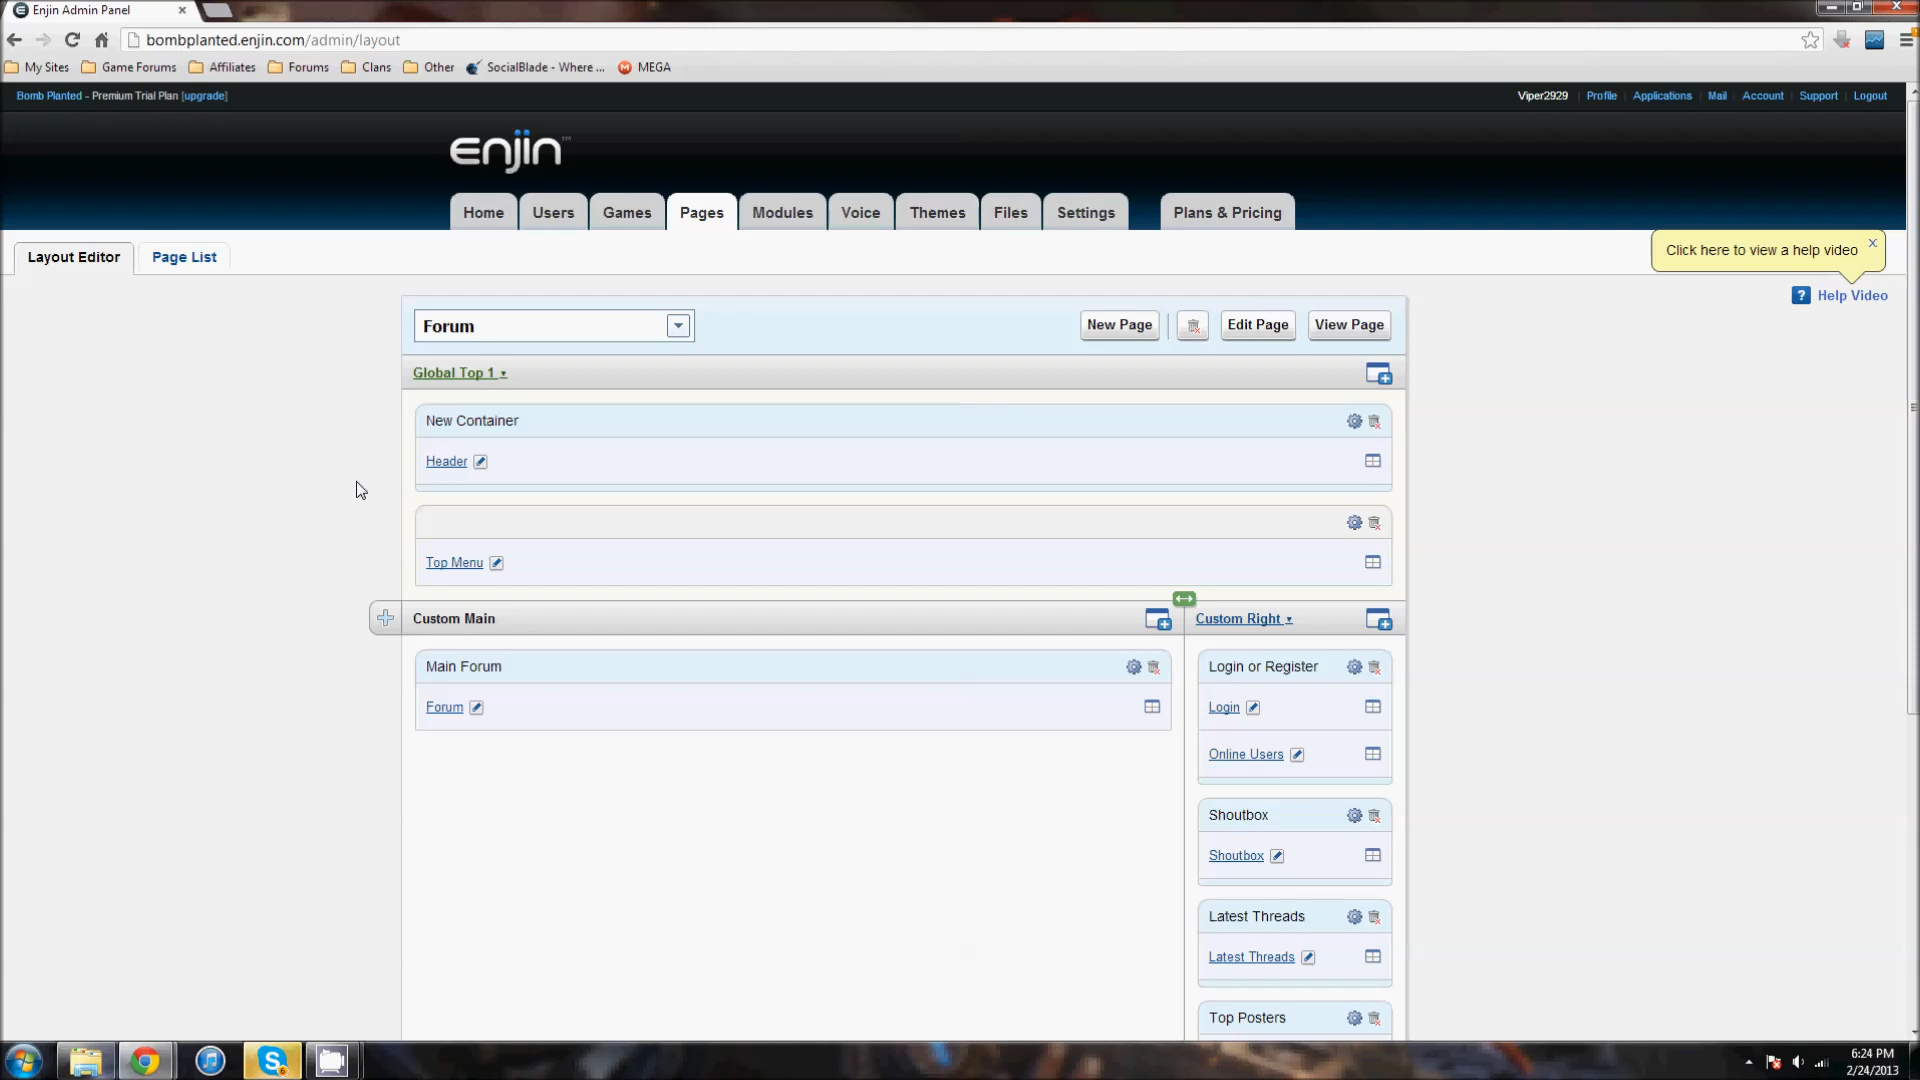 Enjin Admin Panel
bombplanted.enjin.com/admin/layout
My Sites Game Forums Affiliates Forums Clans Other SocialBlade - Where ... MEGA
Bomb Planted - Premium Trial Plan [upgrade]
Viper2929 Profile Applications Mail Account Support Logout
enjin™
Home Users Games Pages Modules Voice Themes Files Settings Plans & Pricing
Layout Editor Page List
Click here to view a help video
? Help Video
Forum
New Page Edit Page View Page
Global Top 1
New Container
Header
Top Menu
Custom Main
Custom Right
Main Forum
Forum
Login or Register
Login
Online Users
Shoutbox
Shoutbox
Latest Threads
Latest Threads
Top Posters
6:24 PM
2/24/2013